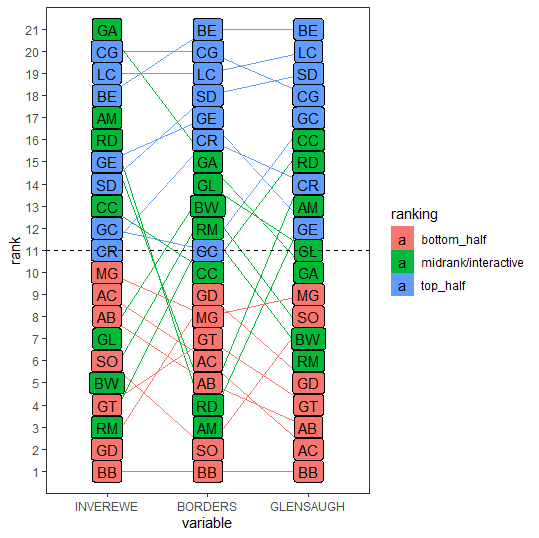 21 GA BE BE
20 CG CG LC
19 LC LC SD
18 BE SD CG
17 AM GE GC
16 RD CR CC
15 GE GA RD
14 SD GL CR
13 CC BW AM
12 GC RM GE
11 CR GC GL
10 MG CC GA
9 AC GD MG
8 AB MG SO
7 GL GT BW
6 SO AC RM
5 BW AB GD
4 GT RD GT
3 RM AM AB
2 GD SO AC
1 BB BB BB
INVEREWE BORDERS GLENSAUGH
variable
rank
ranking
a bottom_half
a midrank/interactive
a top_half